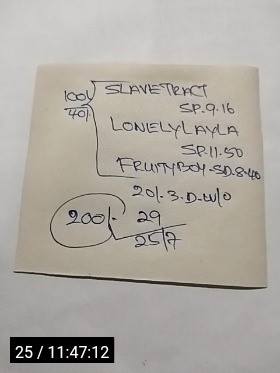 100/ SLAVETRACT
40/. SP.9.16
LONELYLAYLA
SP.11.50
FRUITYBOY-SD.8.40
20/.3.D.W/O
200/. 29
25/7
25 / 11:47:12